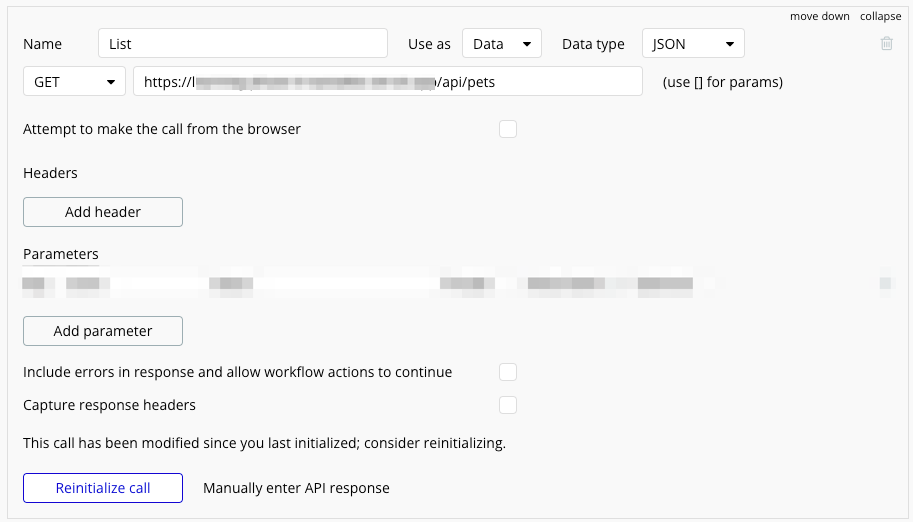 move down collapse
Name List Use as Data Data type JSON
GET https://l /api/pets (use [] for params)
Attempt to make the call from the browser
Headers
Add header
Parameters
Add parameter
Include errors in response and allow workflow actions to continue
Capture response headers
This call has been modified since you last initialized; consider reinitializing.
Reinitialize call Manually enter API response